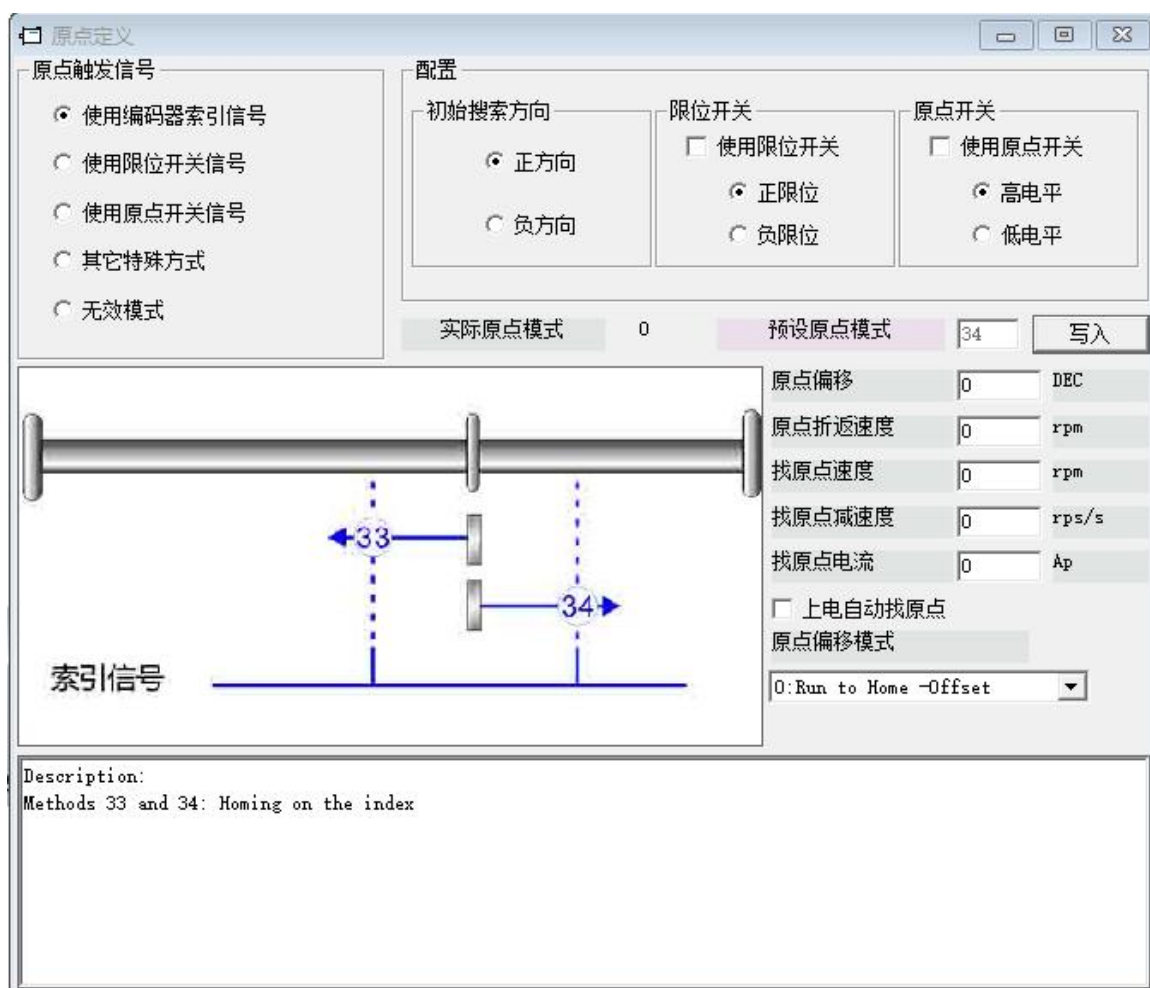 原点定义
原点触发信号
使用编码器索引信号
使用限位开关信号
使用原点开关信号
其它特殊方式
无效模式
配置
初始搜索方向
正方向
负方向
限位开关
使用限位开关
正限位
负限位
原点开关
使用原点开关
高电平
低电平
实际原点模式 0 预设原点模式 34 写入
原点偏移 0 DEC
原点折返速度 0 rpm
找原点速度 0 rpm
找原点减速度 0 rps/s
找原点电流 0 Ap
上电自动找原点
原点偏移模式
0:Run to Home -Offset
33
34
索引信号
Description:
Methods 33 and 34: Homing on the index